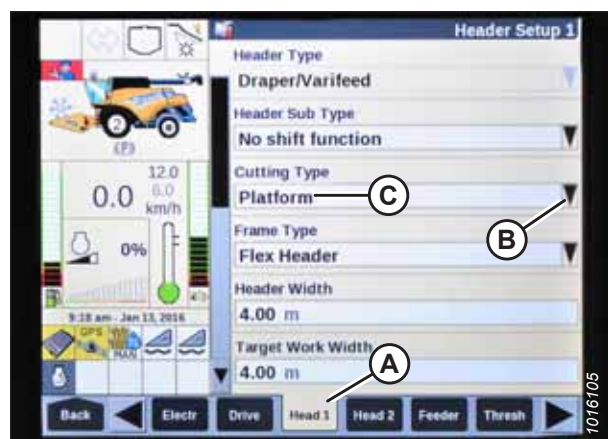 Header Setup 1
Header Type
Draper/Varifeed
Header Sub Type
No shift function
Cutting Type
Platform
C
B
Frame Type
Flex Header
Header Width
4.00 m
Target Work Width
4.00 m
A
2
(P)
12.0
6.0
0.0 km/h
0%
9:18 am - Jan 13, 2016
GPS
MAN
Back
Electr
Drive
Head 1
Head 2
Feeder
Thresh
1016105